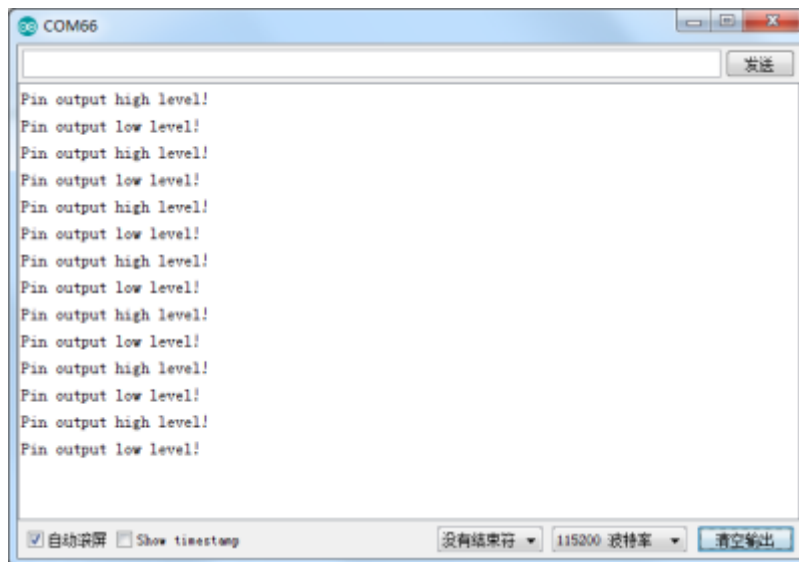 COM66
发送
Pin output high level!
Pin output low level!
Pin output high level!
Pin output low level!
Pin output high level!
Pin output low level!
Pin output high level!
Pin output low level!
Pin output high level!
Pin output low level!
Pin output high level!
Pin output low level!
Pin output high level!
Pin output low level!
自动滚屏 Show timestamp 没有结束符 115200 波特率 清空输出